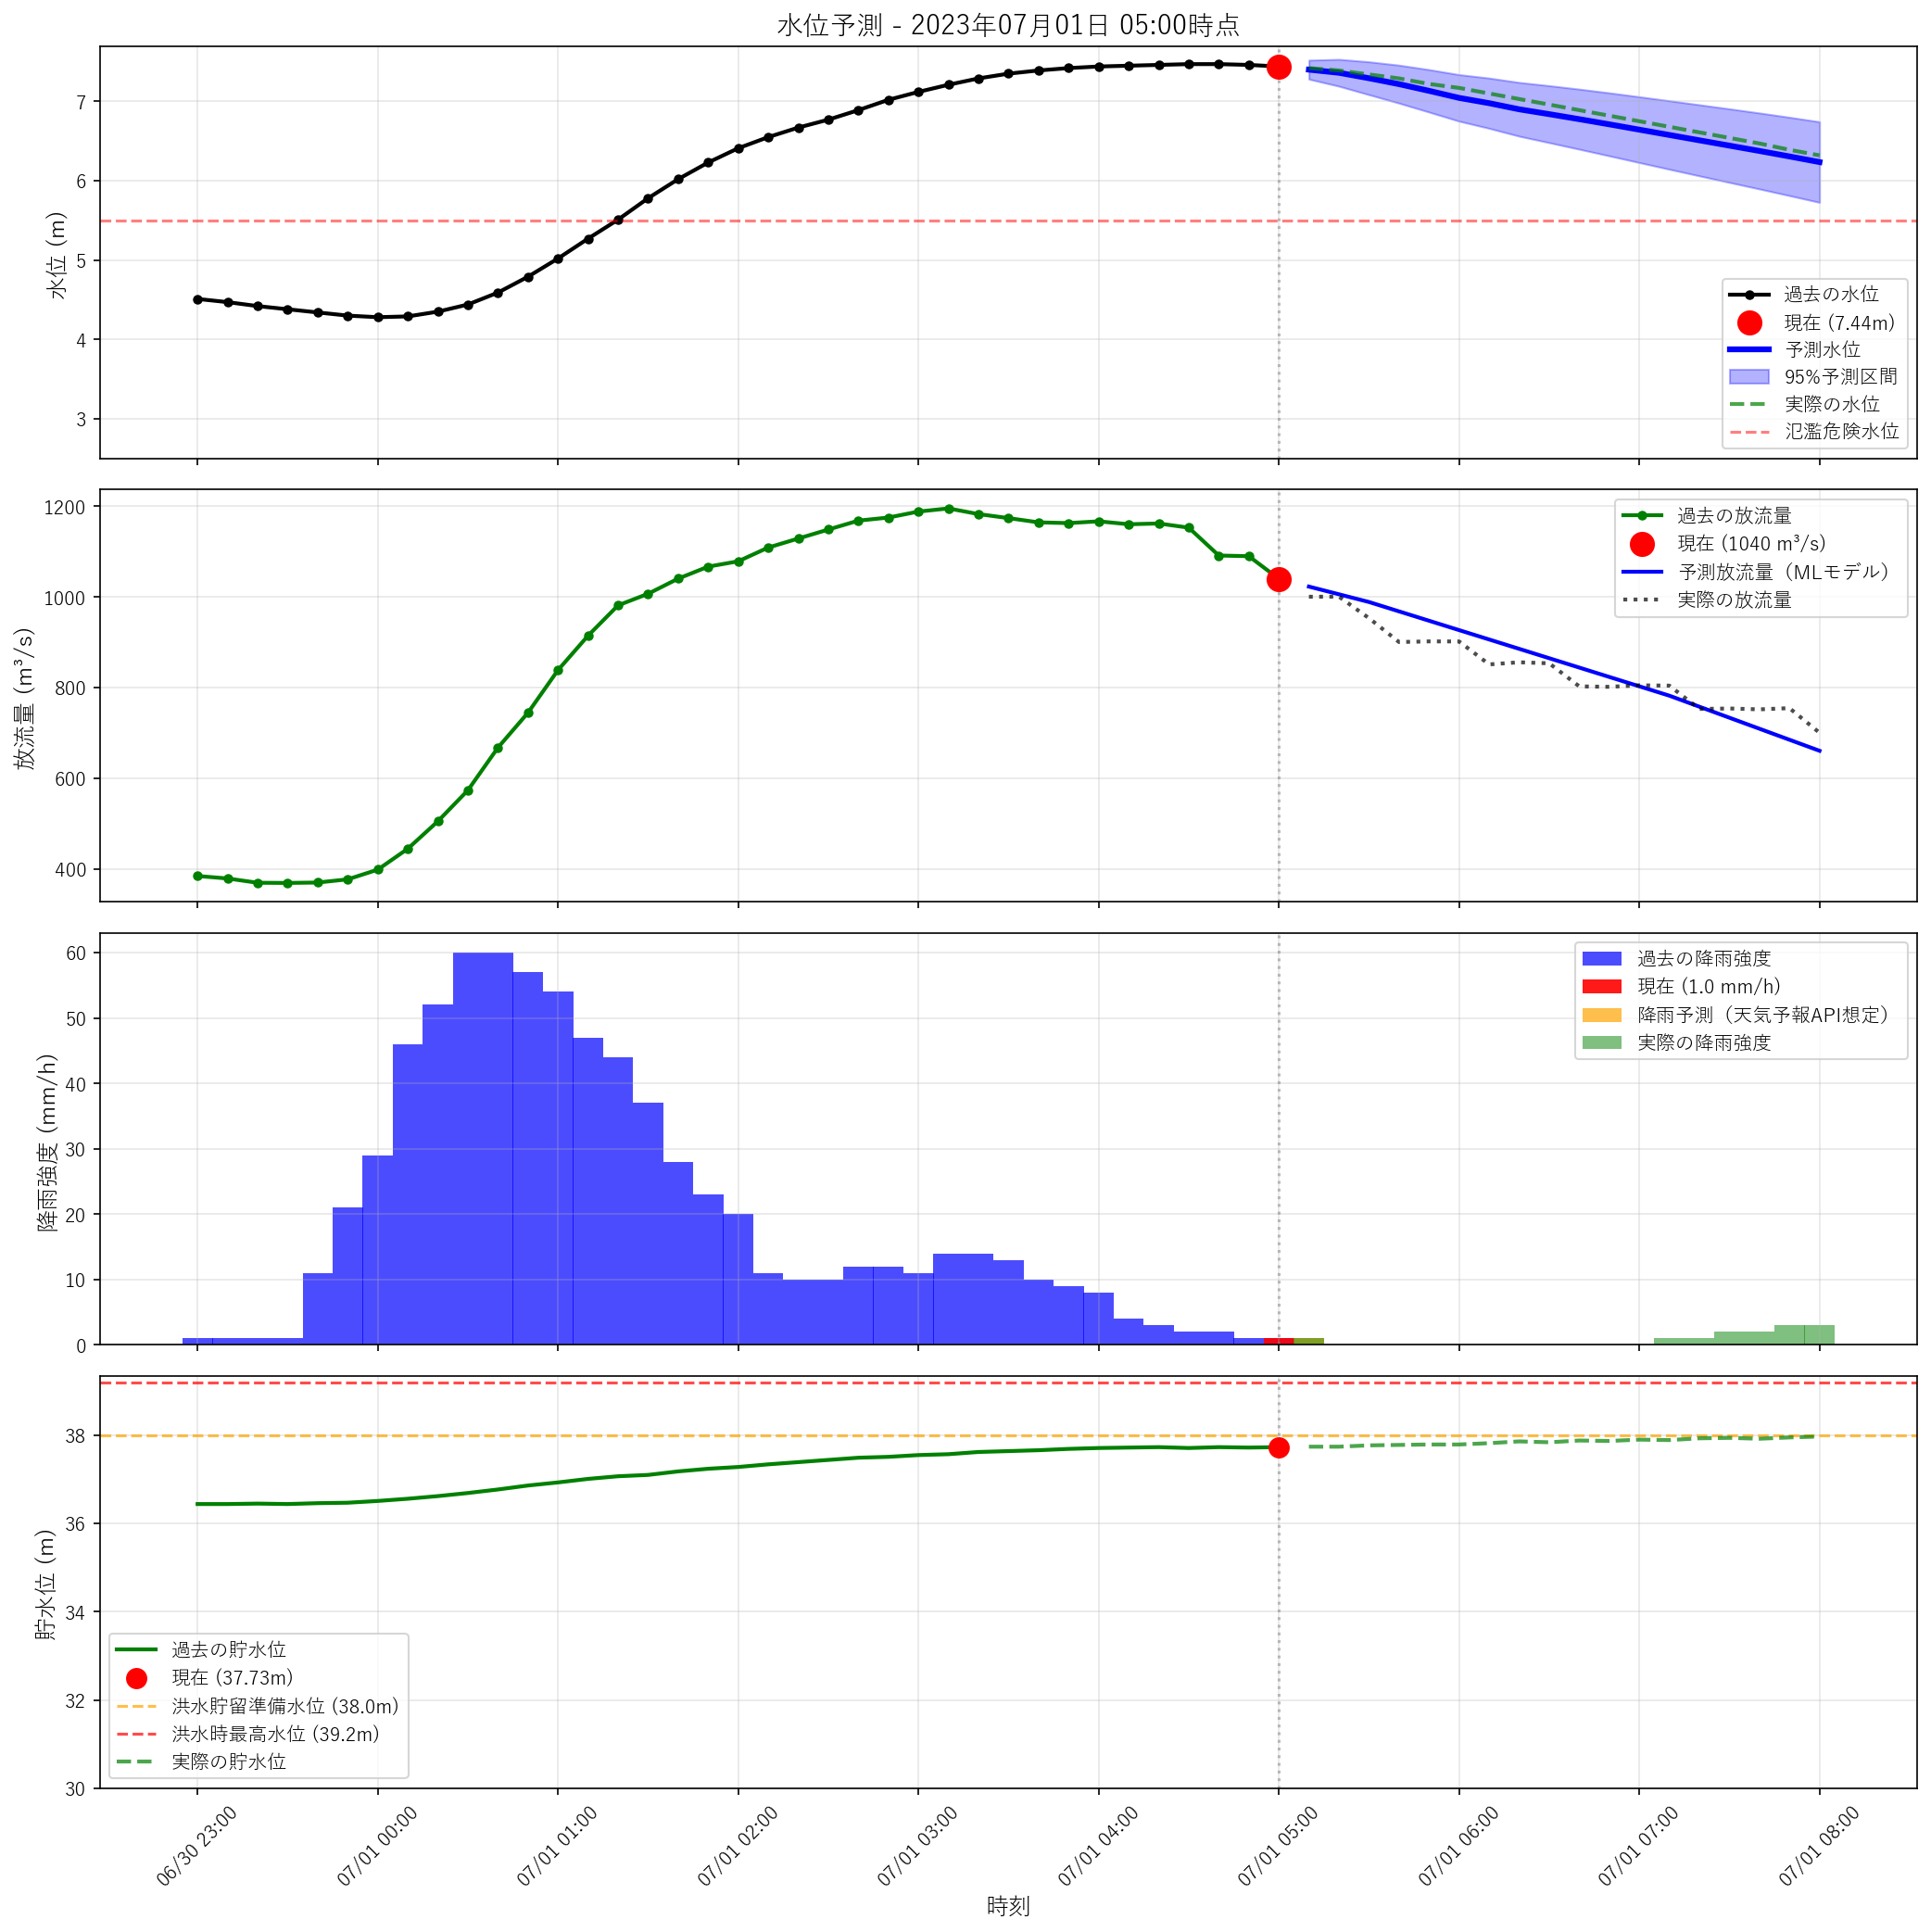 水位予測 - 2023年07月01日 05:00時点
水位 (m)
7
6
5
4
3
過去の水位
現在 (7.44m)
予測水位
95%予測区間
実際の水位
氾濫危険水位
放流量 (m³/s)
1200
1000
800
600
400
過去の放流量
現在 (1040 m³/s)
予測放流量（MLモデル）
実際の放流量
降雨強度 (mm/h)
60
50
40
30
20
10
0
過去の降雨強度
現在 (1.0 mm/h)
降雨予測（天気予報API想定）
実際の降雨強度
貯水位 (m)
38
36
34
32
30
過去の貯水位
現在 (37.73m)
洪水貯留準備水位 (38.0m)
洪水時最高水位 (39.2m)
実際の貯水位
06/30 23:00
07/01 00:00
07/01 01:00
07/01 02:00
07/01 03:00
07/01 04:00
07/01 05:00
07/01 06:00
07/01 07:00
07/01 08:00
時刻